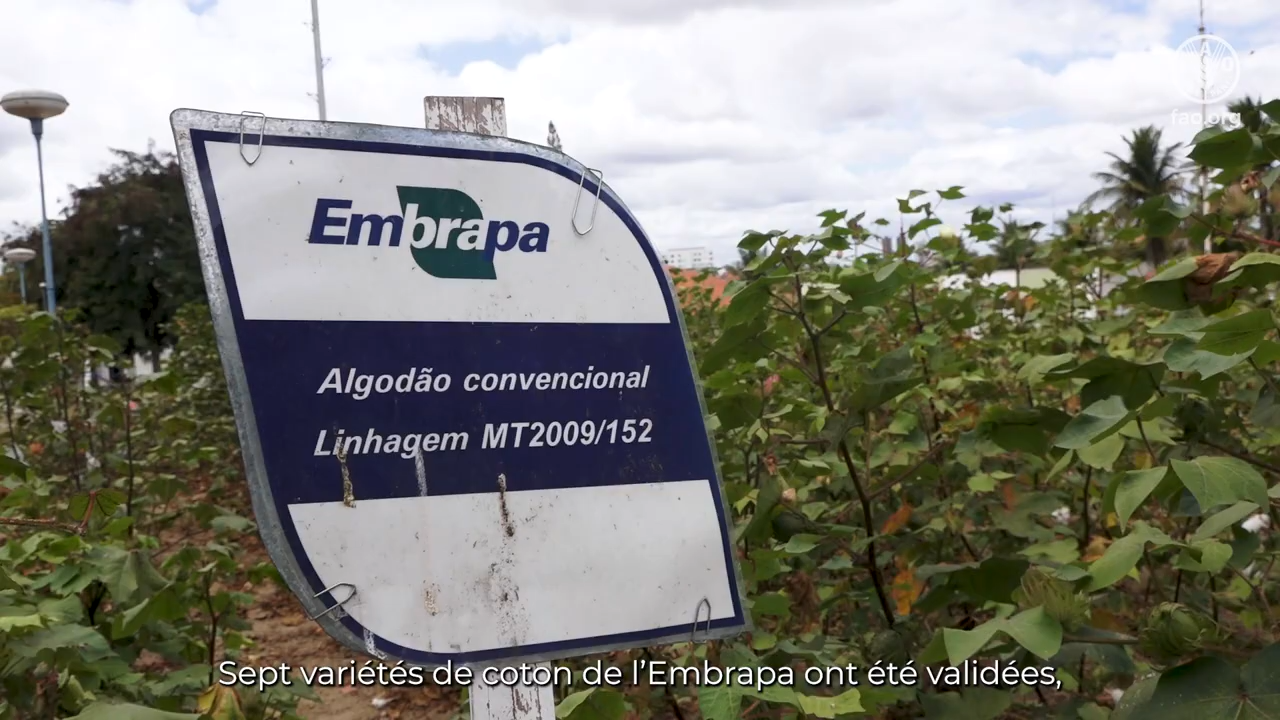 fao.org
Embrapa
Algodão convencional
Linhagem MT2009/152
Sept variétés de coton de l’Embrapa ont été validées,